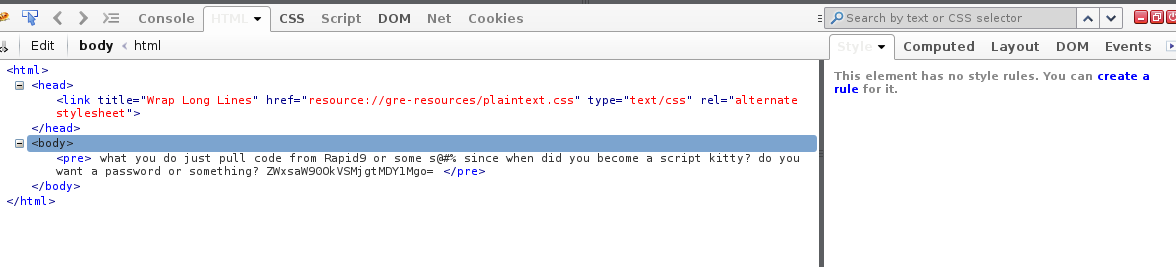 Console HTML CSS Script DOM Net Cookies Search by text or CSS selector
Edit body < html Style Computed Layout DOM Events
<html>
<head>
<link title="Wrap Long Lines" href="resource://gre-resources/plaintext.css" type="text/css" rel="alternate
stylesheet">
</head>
<body>
<pre> what you do just pull code from Rapid9 or some s@#% since when did you become a script kitty? do you
want a password or something? ZWxsaW90OkVSMjgtMDY1Mgo= </pre>
</body>
</html>
This element has no style rules. You can create a
rule for it.